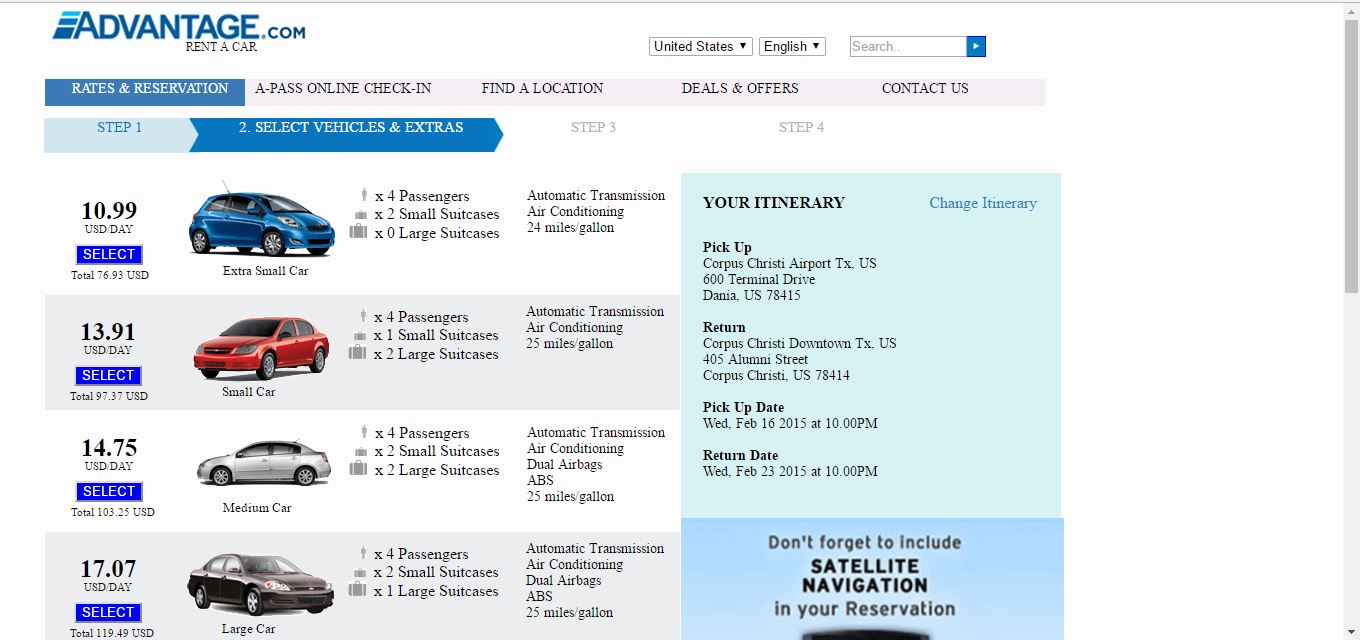 ADVANTAGE.COM
RENT A CAR
United States
English
Search..
RATES & RESERVATION
A-PASS ONLINE CHECK-IN
FIND A LOCATION
DEALS & OFFERS
CONTACT US
STEP 1
2. SELECT VEHICLES & EXTRAS
STEP 3
STEP 4
10.99
USD/DAY
SELECT
Total 76.93 USD
Extra Small Car
x 4 Passengers
x 2 Small Suitcases
x 0 Large Suitcases
Automatic Transmission
Air Conditioning
24 miles/gallon
13.91
USD/DAY
SELECT
Total 97.37 USD
Small Car
x 4 Passengers
x 1 Small Suitcases
x 2 Large Suitcases
Automatic Transmission
Air Conditioning
25 miles/gallon
14.75
USD/DAY
SELECT
Total 103.25 USD
Medium Car
x 4 Passengers
x 2 Small Suitcases
x 2 Large Suitcases
Automatic Transmission
Air Conditioning
Dual Airbags
ABS
25 miles/gallon
17.07
USD/DAY
SELECT
Total 119.49 USD
Large Car
x 4 Passengers
x 2 Small Suitcases
x 1 Large Suitcases
Automatic Transmission
Air Conditioning
Dual Airbags
ABS
25 miles/gallon
YOUR ITINERARY
Change Itinerary
Pick Up
Corpus Christi Airport Tx, US
600 Terminal Drive
Dania, US 78415
Return
Corpus Christi Downtown Tx, US
405 Alumni Street
Corpus Christi, US 78414
Pick Up Date
Wed, Feb 16 2015 at 10.00PM
Return Date
Wed, Feb 23 2015 at 10.00PM
Don't forget to include
SATELLITE
NAVIGATION
in your Reservation